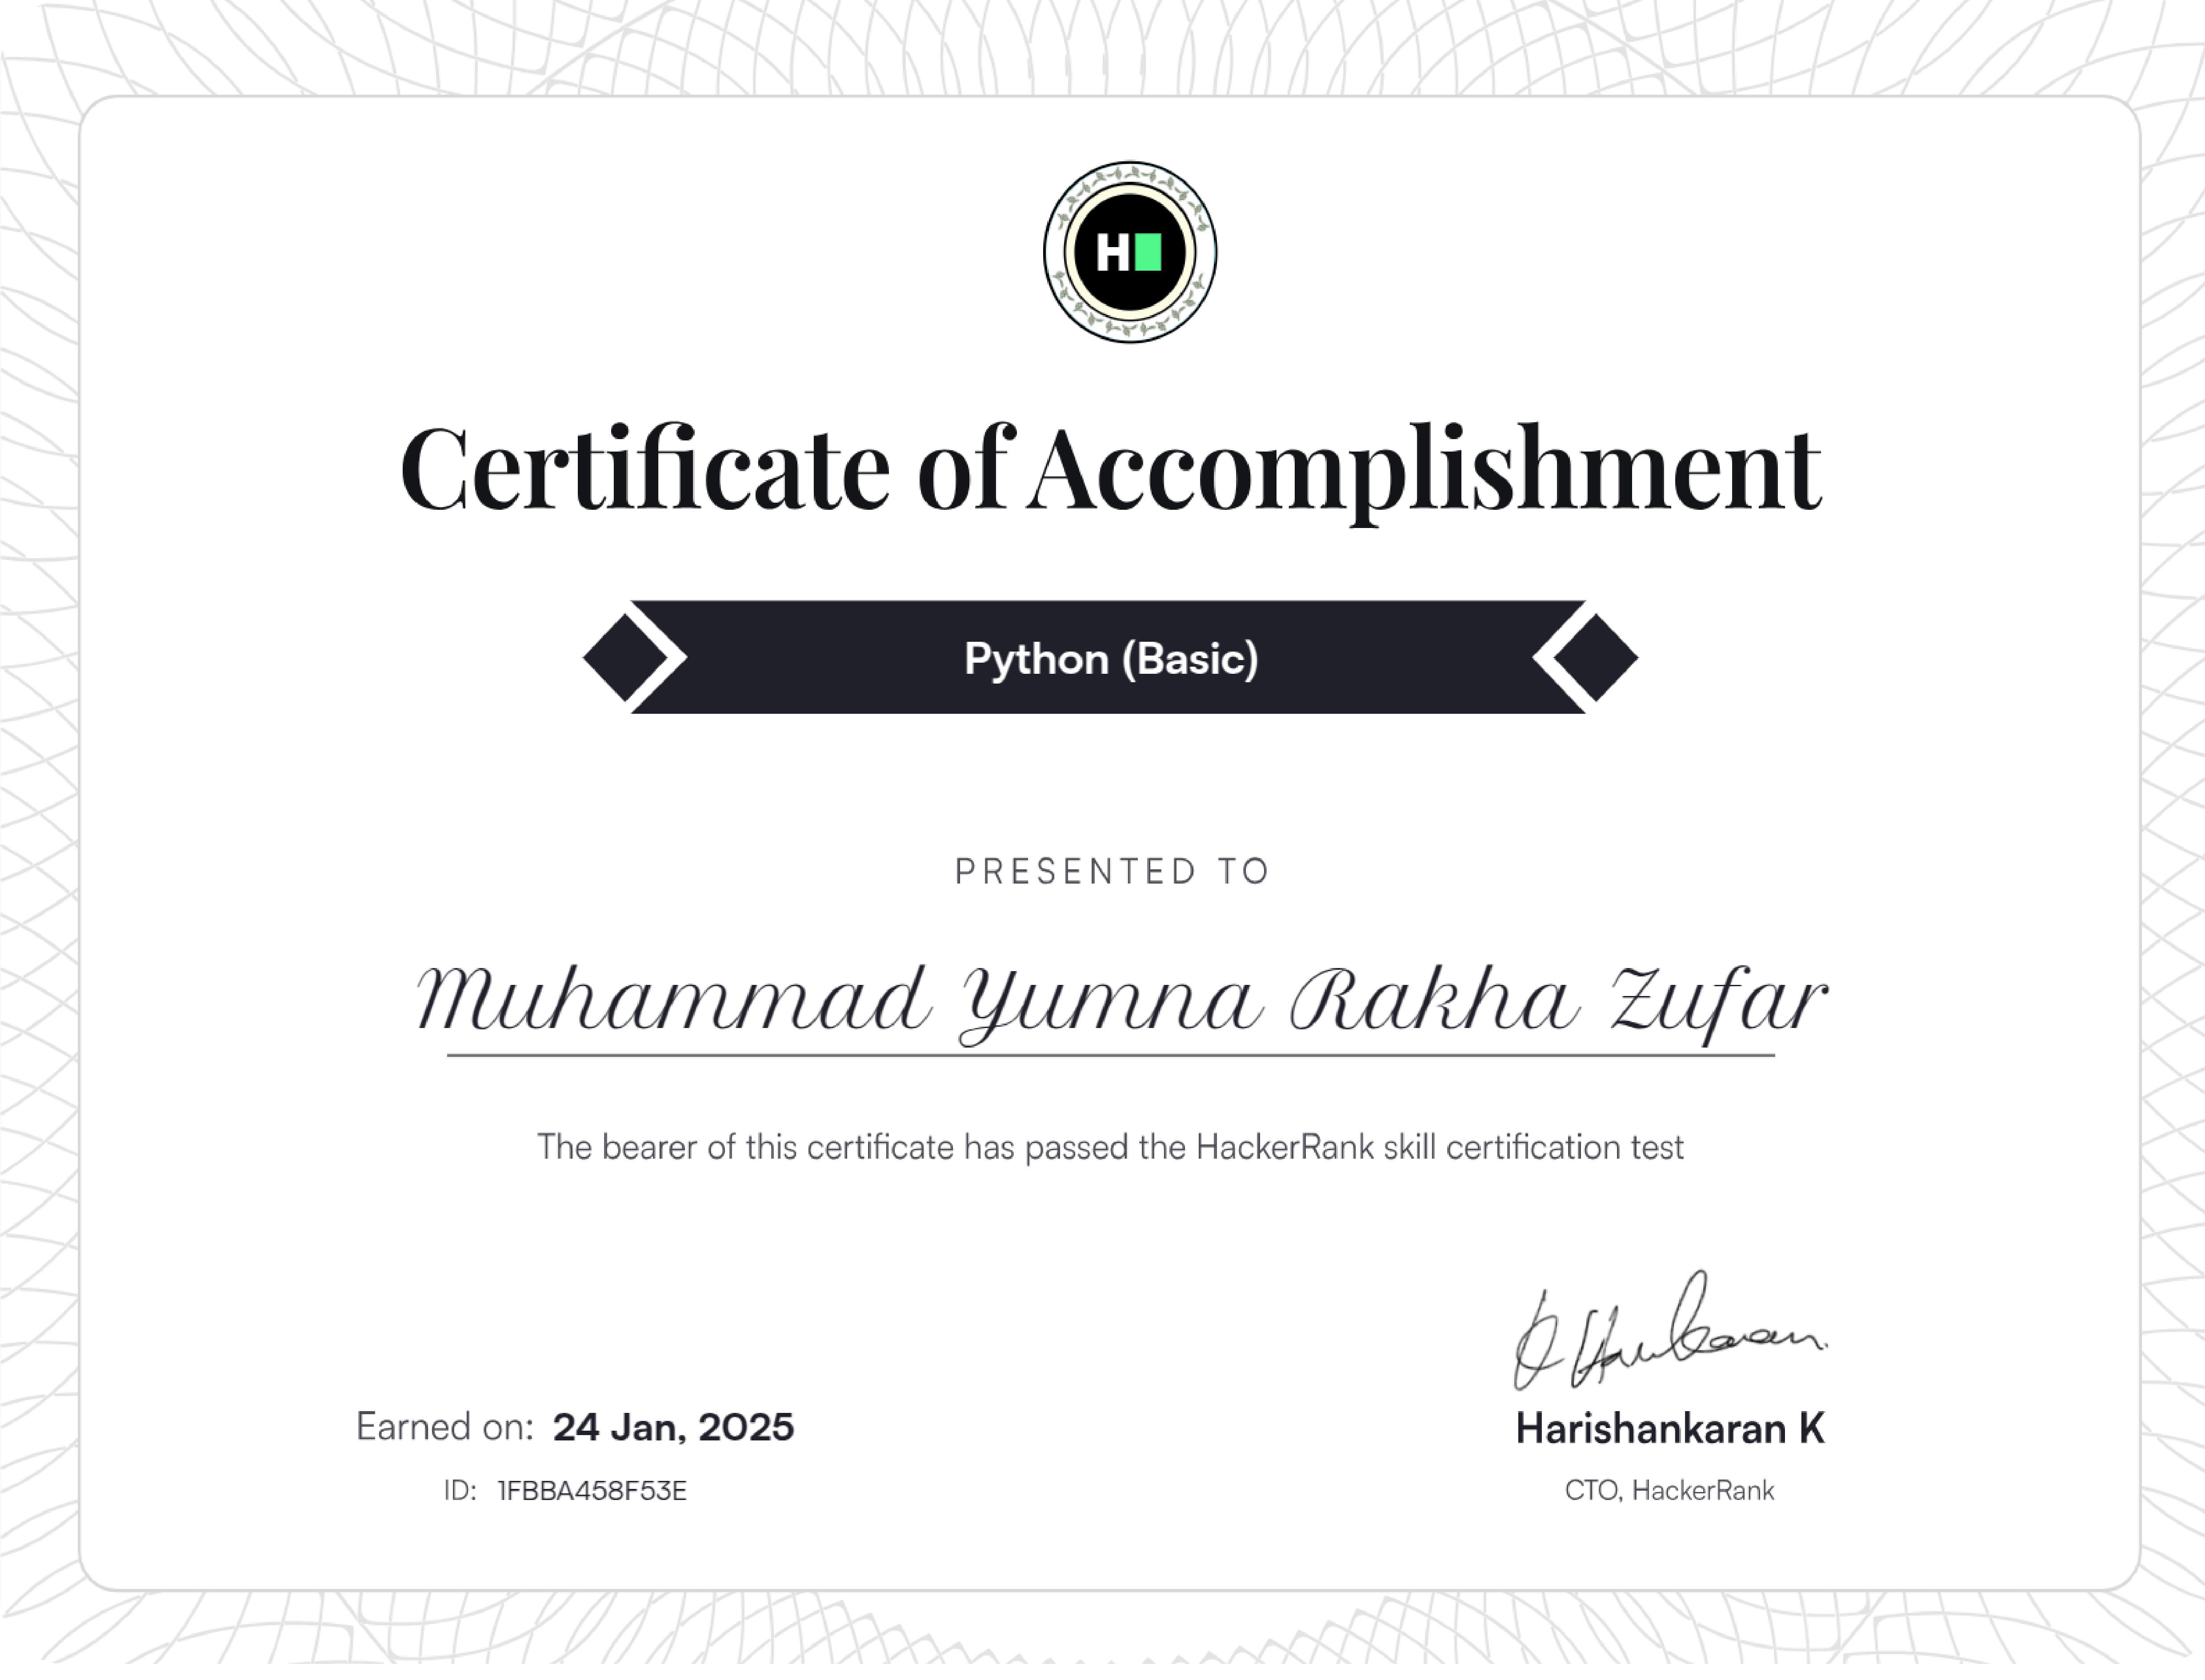 H
Certificate of Accomplishment
Python (Basic)
PRESENTED TO
Muhammad Yumna Rakha Zufar
The bearer of this certificate has passed the HackerRank skill certification test
Earned on: 24 Jan, 2025
ID: 1FBBA458F53E
Harishankaran K
CTO, HackerRank